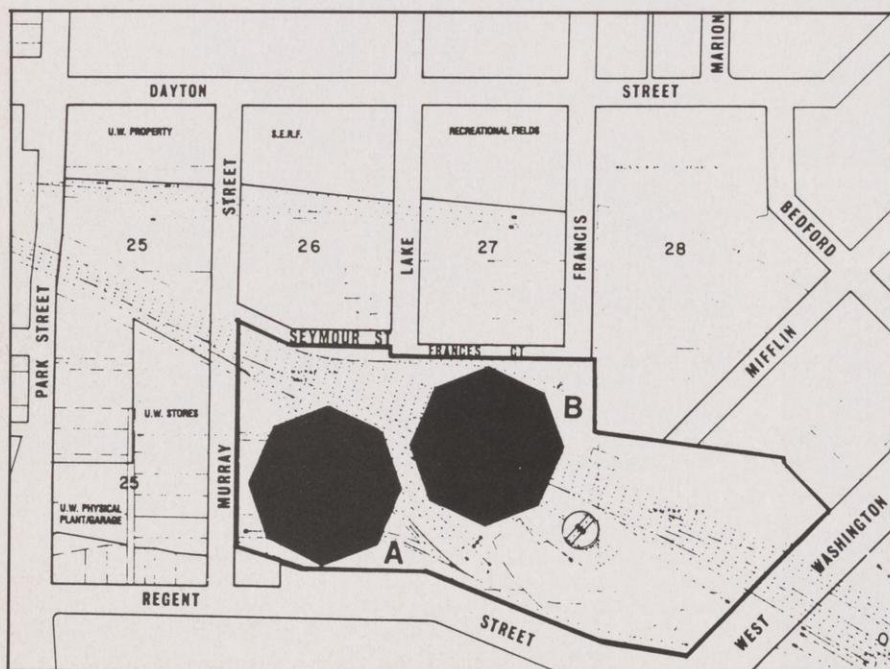 MARION
DAYTON
STREET
U.W. PROPERTY
S.E.R.F.
RECREATIONAL FIELDS
STREET
BEDFORD
25
26
27
28
LAKE
FRANCIS
PARK STREET
SEYMOUR ST
FRANCES CT
MIFFLIN
U.W. STORES
B
MURRAY
25
U.W. PHYSICAL
PLANT/GARAGE
A
WASHINGTON
WEST
REGENT
STREET